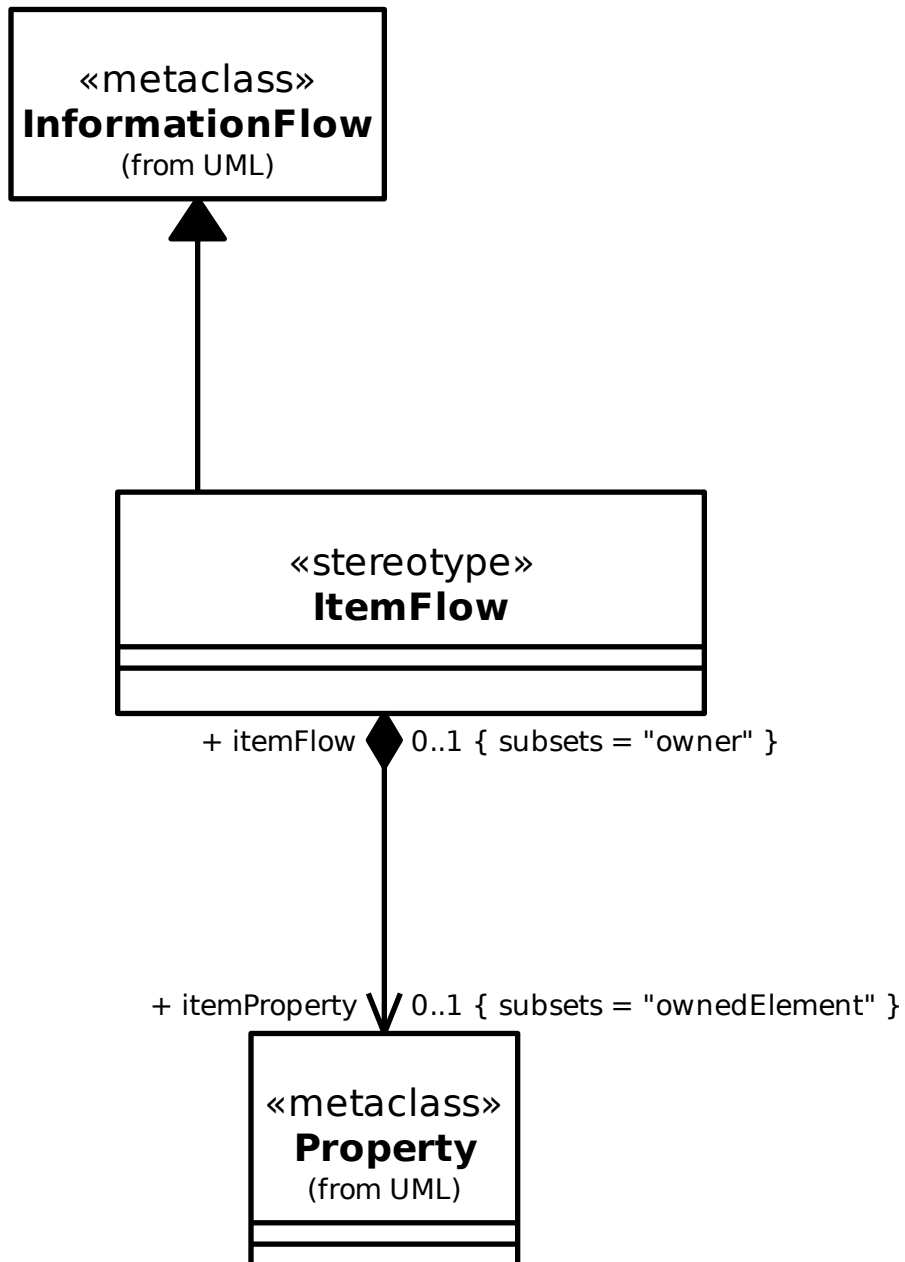 «metaclass»
InformationFlow
(from UML)
«stereotype»
ItemFlow
+ itemFlow 0..1 { subsets = "owner" }
+ itemProperty 0..1 { subsets = "ownedElement" }
«metaclass»
Property
(from UML)